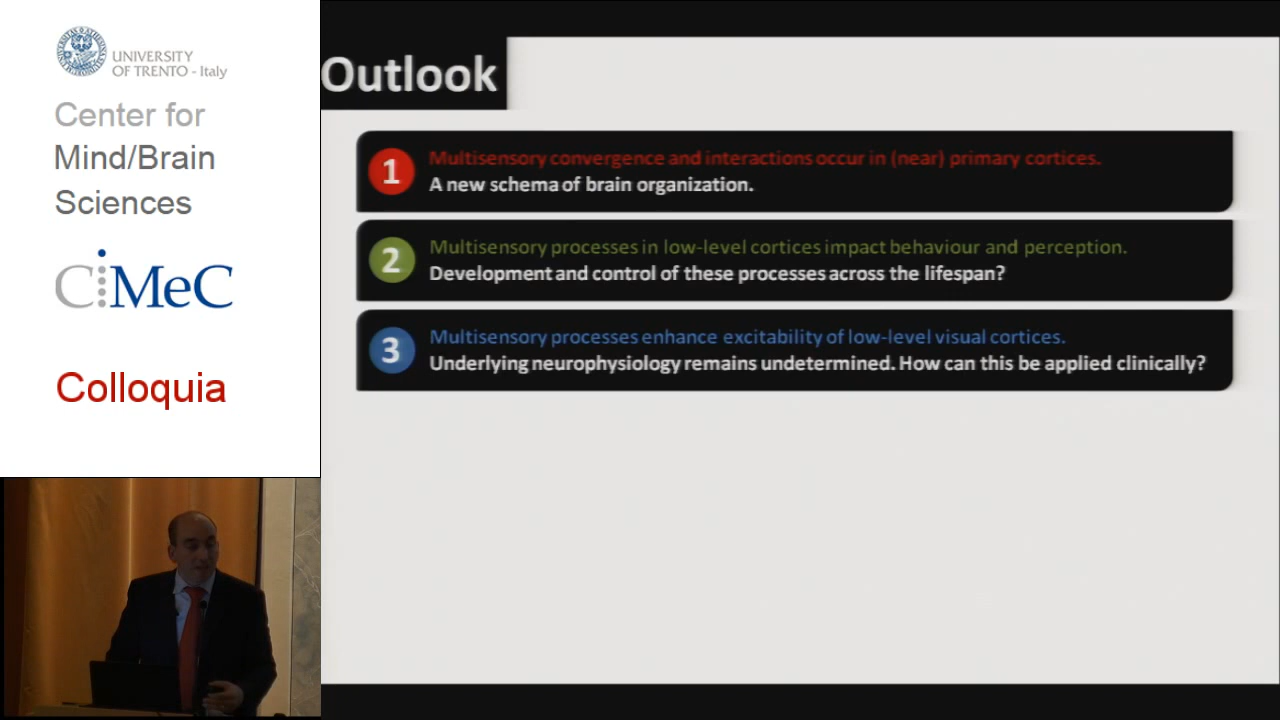 UNIVERSITY
OF TRENTO - Italy
Center for
Mind/Brain
Sciences
CiMeC
Colloquia
Outlook
1
Multisensory convergence and interactions occur in (near) primary cortices.
A new schema of brain organization.
2
Multisensory processes in low-level cortices impact behaviour and perception.
Development and control of these processes across the lifespan?
3
Multisensory processes enhance excitability of low-level visual cortices.
Underlying neurophysiology remains undetermined. How can this be applied clinically?